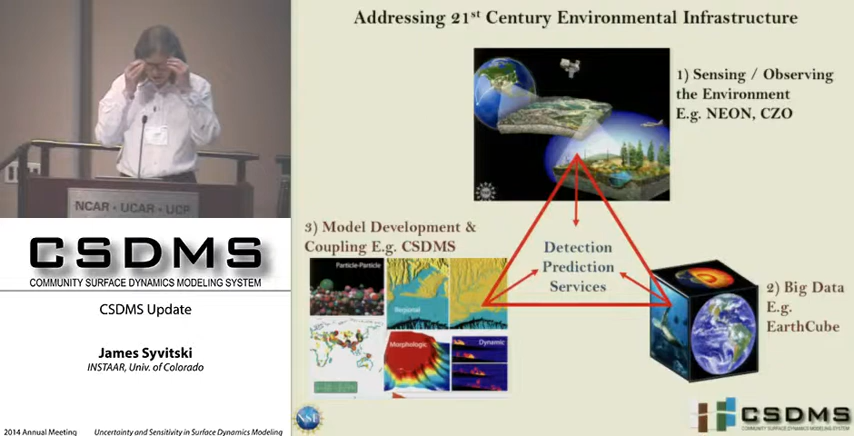 NCAR · UCAR · UCP
CSDMS
COMMUNITY SURFACE DYNAMICS MODELING SYSTEM
CSDMS Update
James Syvitski
INSTAAR, Univ. of Colorado
2014 Annual Meeting
Uncertainty and Sensitivity in Surface Dynamics Modeling
Addressing 21st Century Environmental Infrastructure
1) Sensing / Observing
the Environment
E.g. NEON, CZO
3) Model Development &
Coupling E.g. CSDMS
Detection
Prediction
Services
2) Big Data
E.g.
EarthCube
Particle-Particle
Regional
Morphologic
Dynamic
NSF
CSDMS
COMMUNITY SURFACE DYNAMICS MODELING SYSTEM